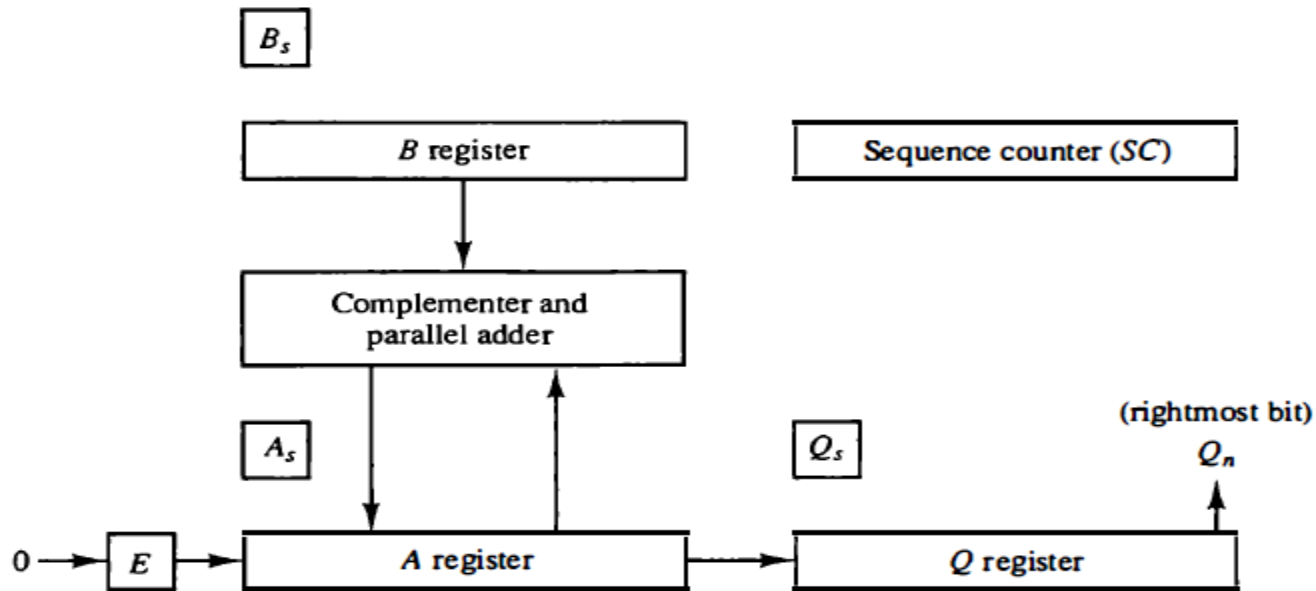 B_s
B register
Sequence counter (SC)
Complementer and
parallel adder
(rightmost bit)
A_s
Q_s
Q_n
0
E
A register
Q register